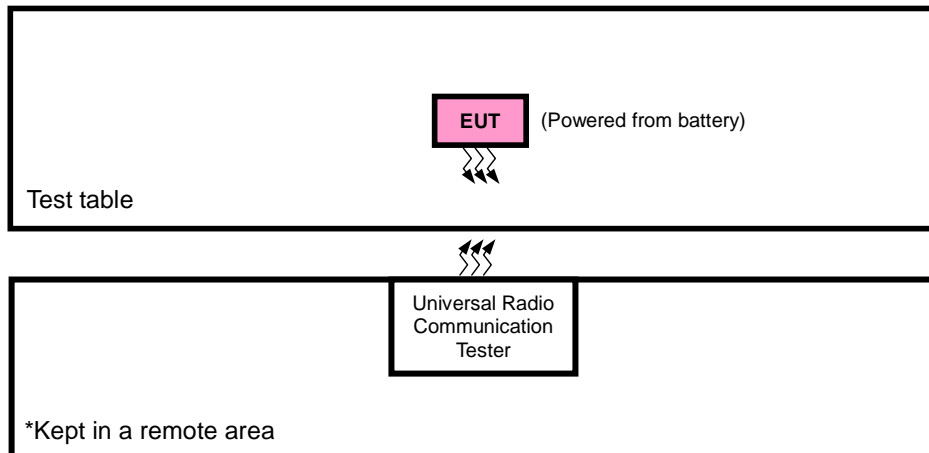 EUT
(Powered from battery)
Test table
Universal Radio
Communication
Tester
*Kept in a remote area